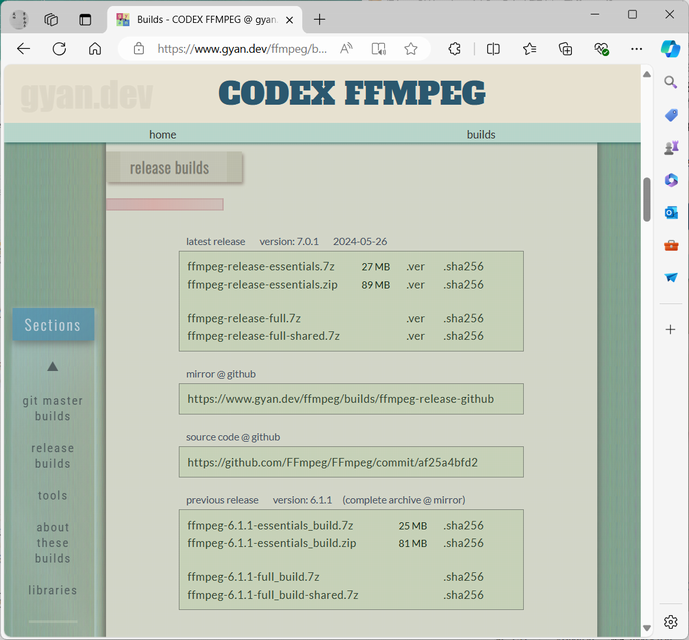 Builds - CODEX FFMPEG @ gyan.
https://www.gyan.dev/ffmpeg/b...
gyan.dev
CODEX FFMPEG
home builds
release builds
latest release version: 7.0.1 2024-05-26
ffmpeg-release-essentials.7z 27 MB .ver .sha256
ffmpeg-release-essentials.zip 89 MB .ver .sha256
ffmpeg-release-full.7z .ver .sha256
ffmpeg-release-full-shared.7z .ver .sha256
mirror @ github
https://www.gyan.dev/ffmpeg/builds/ffmpeg-release-github
source code @ github
https://github.com/FFmpeg/FFmpeg/commit/af25a4bfd2
previous release version: 6.1.1 (complete archive @ mirror)
ffmpeg-6.1.1-essentials_build.7z 25 MB .sha256
ffmpeg-6.1.1-essentials_build.zip 81 MB .sha256
ffmpeg-6.1.1-full_build.7z .sha256
ffmpeg-6.1.1-full_build-shared.7z .sha256
Sections
git master
builds
release
builds
tools
about
these
builds
libraries